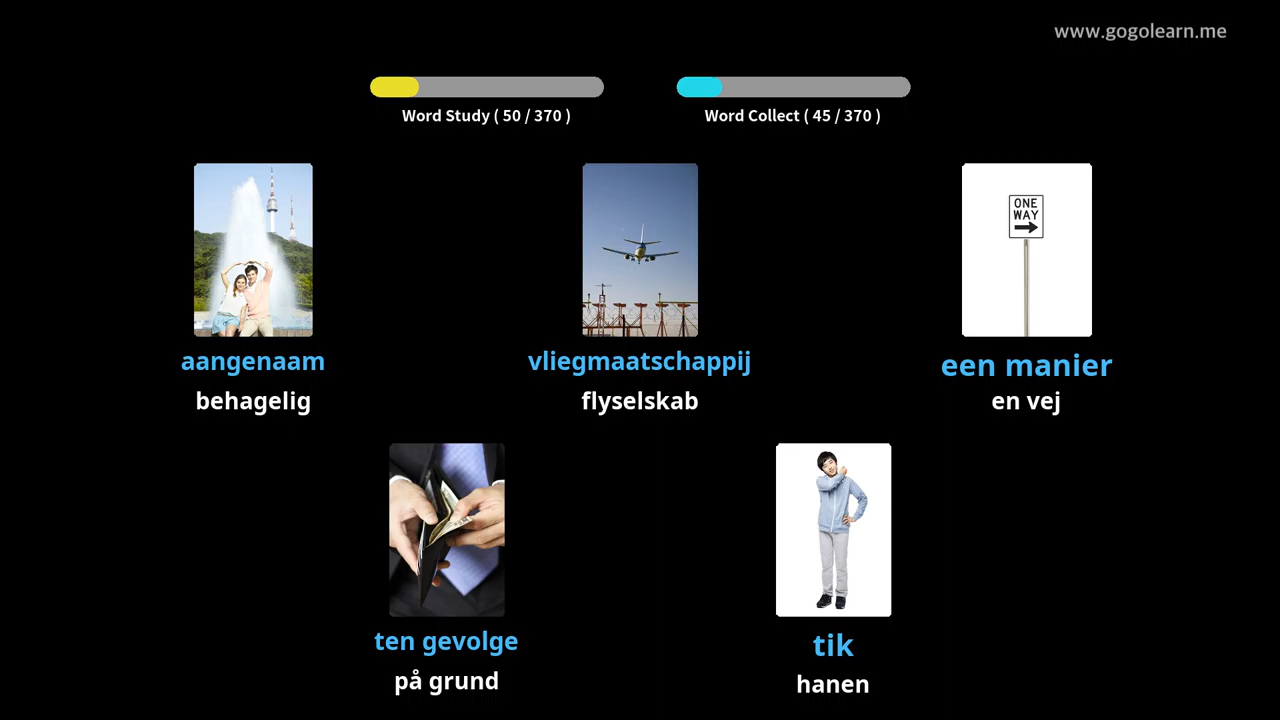 www.gogolearn.me
Word Study ( 50 / 370 )
Word Collect ( 45 / 370 )
ONE
WAY
aangenaam
behagelig
vliegmaatschappij
flyselskab
een manier
en vej
ten gevolge
på grund
tik
hanen